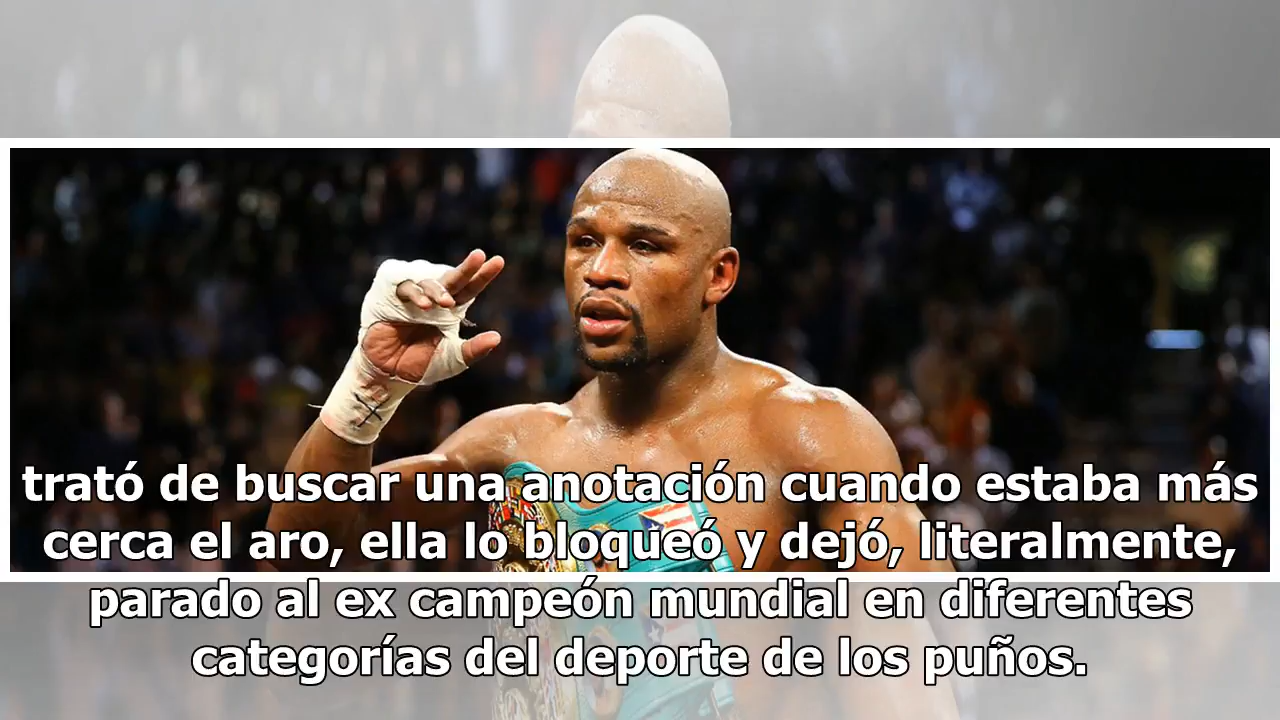 trató de buscar una anotación cuando estaba más
cerca el aro, ella lo bloqueó y dejó, literalmente,
parado al ex campeón mundial en diferentes
categorías del deporte de los puños.